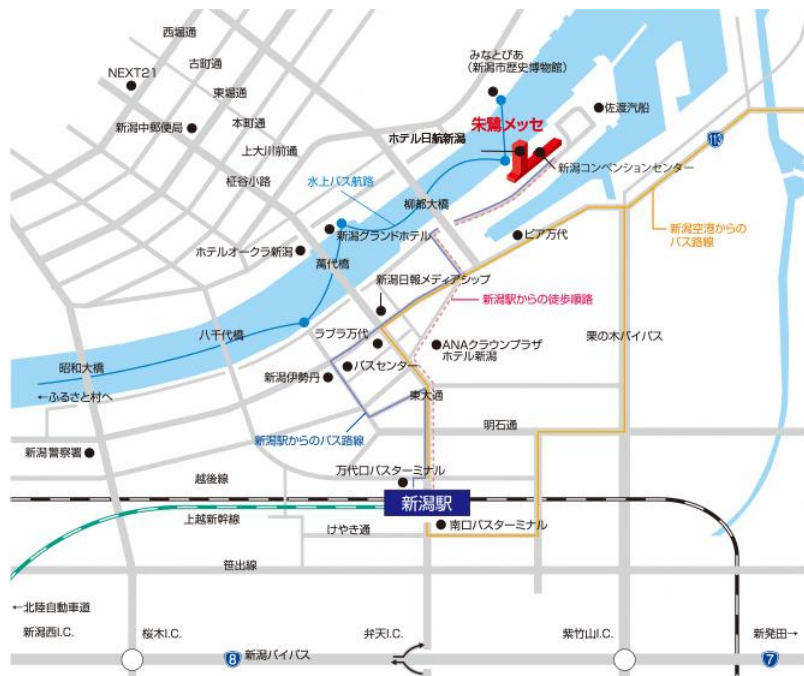 西堀通
みなとぴあ
(新潟市歴史博物館)
古町通
NEXT21
東堀通
佐渡汽船
本町通
新潟中郵便局
朱鷺メッセ
ホテル日航新潟
113
上大川前通
新潟コンベンションセンター
柾谷小路
水上バス航路
柳都大橋
新潟空港からの
バス路線
新潟グランドホテル
ピア万代
ホテルオークラ新潟
萬代橋
新潟日報メディアシップ
新潟駅からの徒歩順路
八千代橋
ラブラ万代
栗の木バイパス
ANAクラウンプラザ
ホテル新潟
昭和大橋
バスセンター
新潟伊勢丹
←ふるさと村へ
東大通
明石通
新潟駅からのバス路線
新潟警察署
万代口バスターミナル
越後線
新潟駅
上越新幹線
けやき通
南口バスターミナル
笹出線
←北陸自動車道
新潟西I.C.
桜木I.C.
弁天I.C.
紫竹山I.C.
新発田→
8
新潟バイパス
7